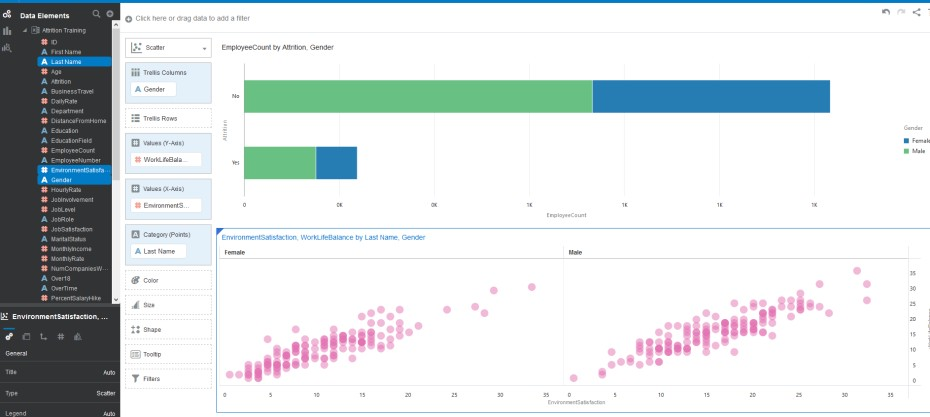 Data Elements
Attrition Training
ID
First Name
Last Name
Age
Attrition
BusinessTravel
DailyRate
Department
DistanceFromHome
Education
EducationField
EmployeeCount
EmployeeNumber
EnvironmentSatisfa...
Gender
HourlyRate
JobInvolvement
JobLevel
JobRole
JobSatisfaction
MaritalStatus
MonthlyIncome
MonthlyRate
NumCompaniesW...
Over18
OverTime
PercentSalaryHike
EnvironmentSatisfaction, ...
General
Title Auto
Type Scatter
Legend Auto
Click here or drag data to add a filter
Scatter
Trellis Columns
Gender
Trellis Rows
Values (Y-Axis)
WorkLifeBala...
Values (X-Axis)
EnvironmentS...
Category (Points)
Last Name
Color
Size
Shape
Tooltip
Filters
EmployeeCount by Attrition, Gender
No
Yes
Attrition
0 0K 0K 1K 1K 1K
EmployeeCount
Gender
Female
Male
EnvironmentSatisfaction, WorkLifeBalance by Last Name, Gender
Female Male
35
30
25
20
15
10
5
0
0 5 10 15 20 25 30 35 0 5 10 15 20 25 30 35
EnvironmentSatisfaction